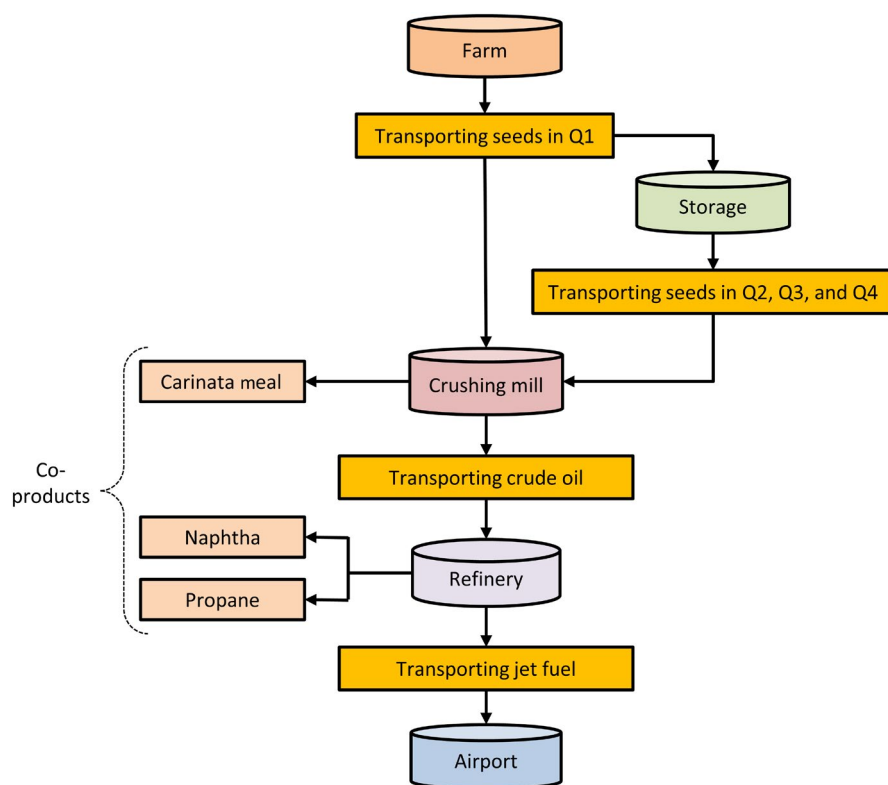 Farm
Transporting seeds in Q1
Storage
Transporting seeds in Q2, Q3, and Q4
Carinata meal
Crushing mill
Co-
products
Transporting crude oil
Naphtha
Refinery
Propane
Transporting jet fuel
Airport